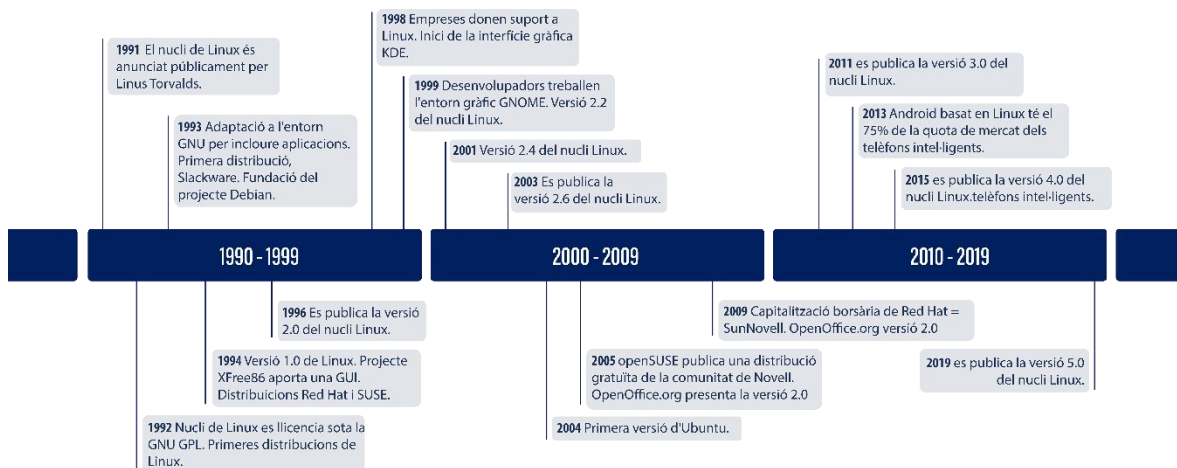 1998 Empreses donen suport a
Linux. Inici de la interfície gràfica
KDE.
1991 El nucli de Linux és
anunciat públicament per
Linus Torvalds.
1999 Desenvolupadors treballen
l'entorn gràfic GNOME. Versió 2.2
del nucli Linux.
1993 Adaptació a l'entorn
GNU per incloure aplicacions.
Primera distribució,
Slackware. Fundació del
projecte Debian.
2001 Versió 2.4 del nucli Linux.
2003 Es publica la
versió 2.6 del nucli Linux.
2011 es publica la versió 3.0 del
nucli Linux.
2013 Android basat en Linux té el
75% de la quota de mercat dels
telèfons intel·ligents.
2015 es publica la versió 4.0 del
nucli Linux.telèfons intel·ligents.
1990 - 1999
2000 - 2009
2010 - 2019
1996 Es publica la versió
2.0 del nucli Linux.
1994 Versió 1.0 de Linux. Projecte
XFree86 aporta una GUI.
Distribuicions Red Hat i SUSE.
1992 Nucli de Linux es llicencia sota la
GNU GPL. Primeres distribucions de
Linux.
2009 Capitalització borsària de Red Hat =
SunNovell. OpenOffice.org versió 2.0
2005 openSUSE publica una distribució
gratuïta de la comunitat de Novell.
OpenOffice.org presenta la versió 2.0
2004 Primera versió d'Ubuntu.
2019 es publica la versió 5.0
del nucli Linux.